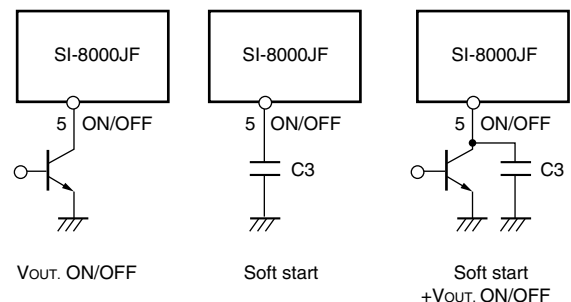 SI-8000JF SI-8000JF SI-8000JF
5 ON/OFF 5 ON/OFF 5 ON/OFF
C3 C3
VOUT. ON/OFF Soft start Soft start
+VOUT. ON/OFF